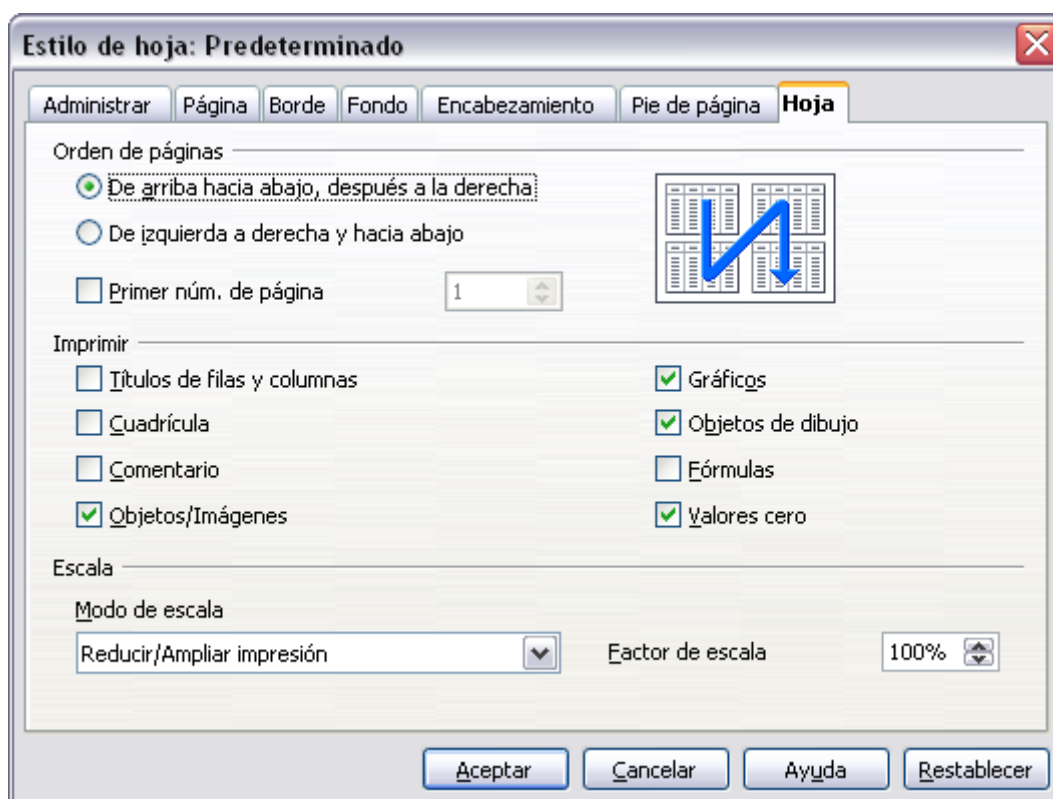 Estilo de hoja: Predeterminado
Administrar Página Borde Fondo Encabezamiento Pie de página Hoja
Orden de páginas
De arriba hacia abajo, después a la derecha
De izquierda a derecha y hacia abajo
Primer núm. de página 1
Imprimir
Títulos de filas y columnas Gráficos
Cuadrícula Objetos de dibujo
Comentario Fórmulas
Objetos/Imágenes Valores cero
Escala
Modo de escala
Reducir/Ampliar impresión Factor de escala 100%
Aceptar Cancelar Ayuda Restablecer